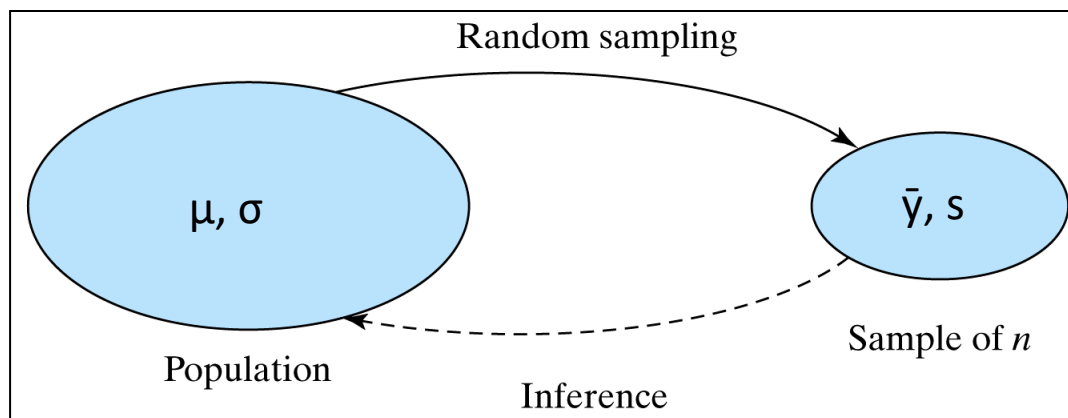 Random sampling
μ, σ
ȳ, s
Sample of n
Population
Inference